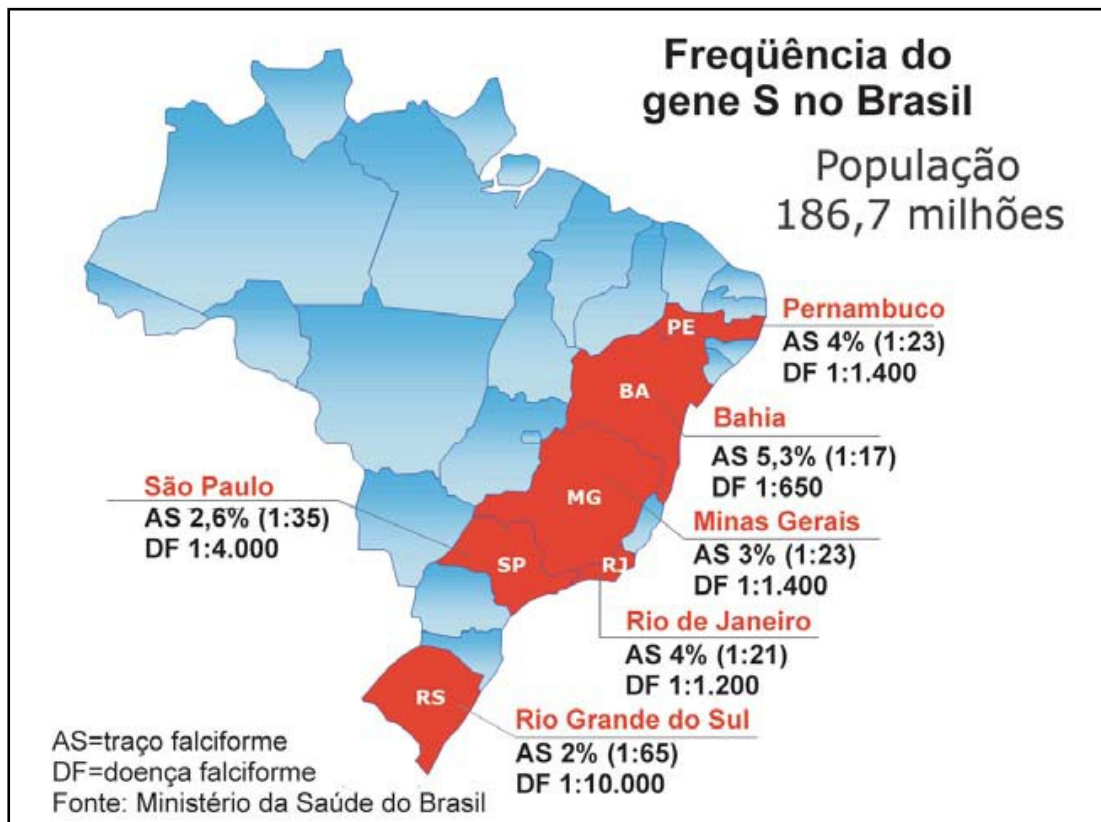 Freqüência do
gene S no Brasil
População
186,7 milhões
Pernambuco
AS 4% (1:23)
DF 1:1.400
PE
BA
Bahia
AS 5,3% (1:17)
DF 1:650
São Paulo
AS 2,6% (1:35)
DF 1:4.000
MG
Minas Gerais
AS 3% (1:23)
DF 1:1.400
SP
RJ
Rio de Janeiro
AS 4% (1:21)
DF 1:1.200
RS
Rio Grande do Sul
AS 2% (1:65)
DF 1:10.000
AS=traço falciforme
DF=doença falciforme
Fonte: Ministério da Saúde do Brasil